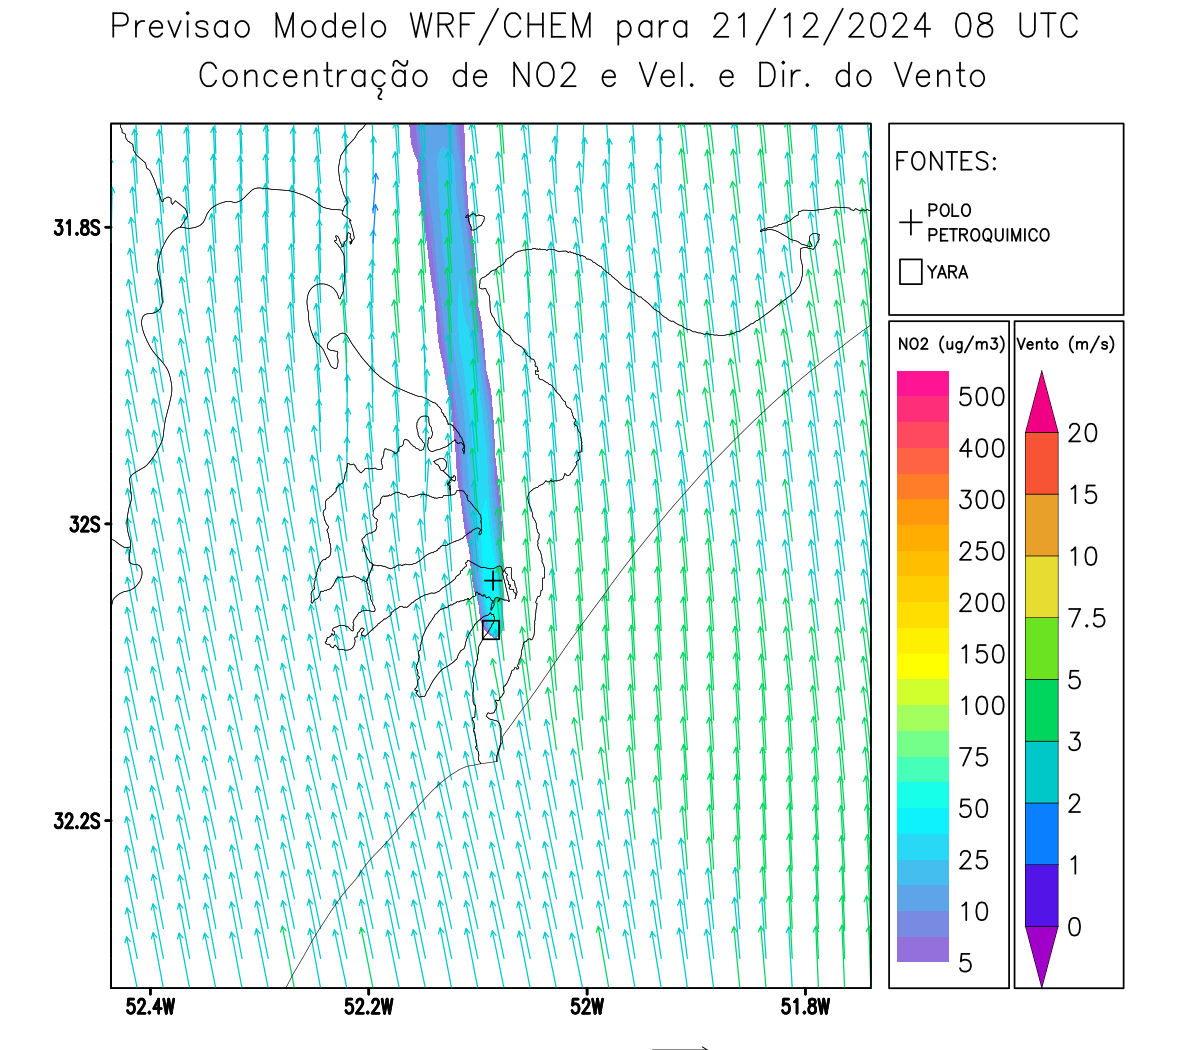 Previsao Modelo WRF/CHEM para 21/12/2024 08 UTC
Concentração de NO2 e Vel. e Dir. do Vento
FONTES:
POLO
PETROQUIMICO
YARA
NO2 (ug/m3)
500
400
300
250
200
150
100
75
50
25
10
5
Vento (m/s)
20
15
10
7.5
5
3
2
1
0
31.8S
32S
32.2S
52.4W
52.2W
52W
51.8W